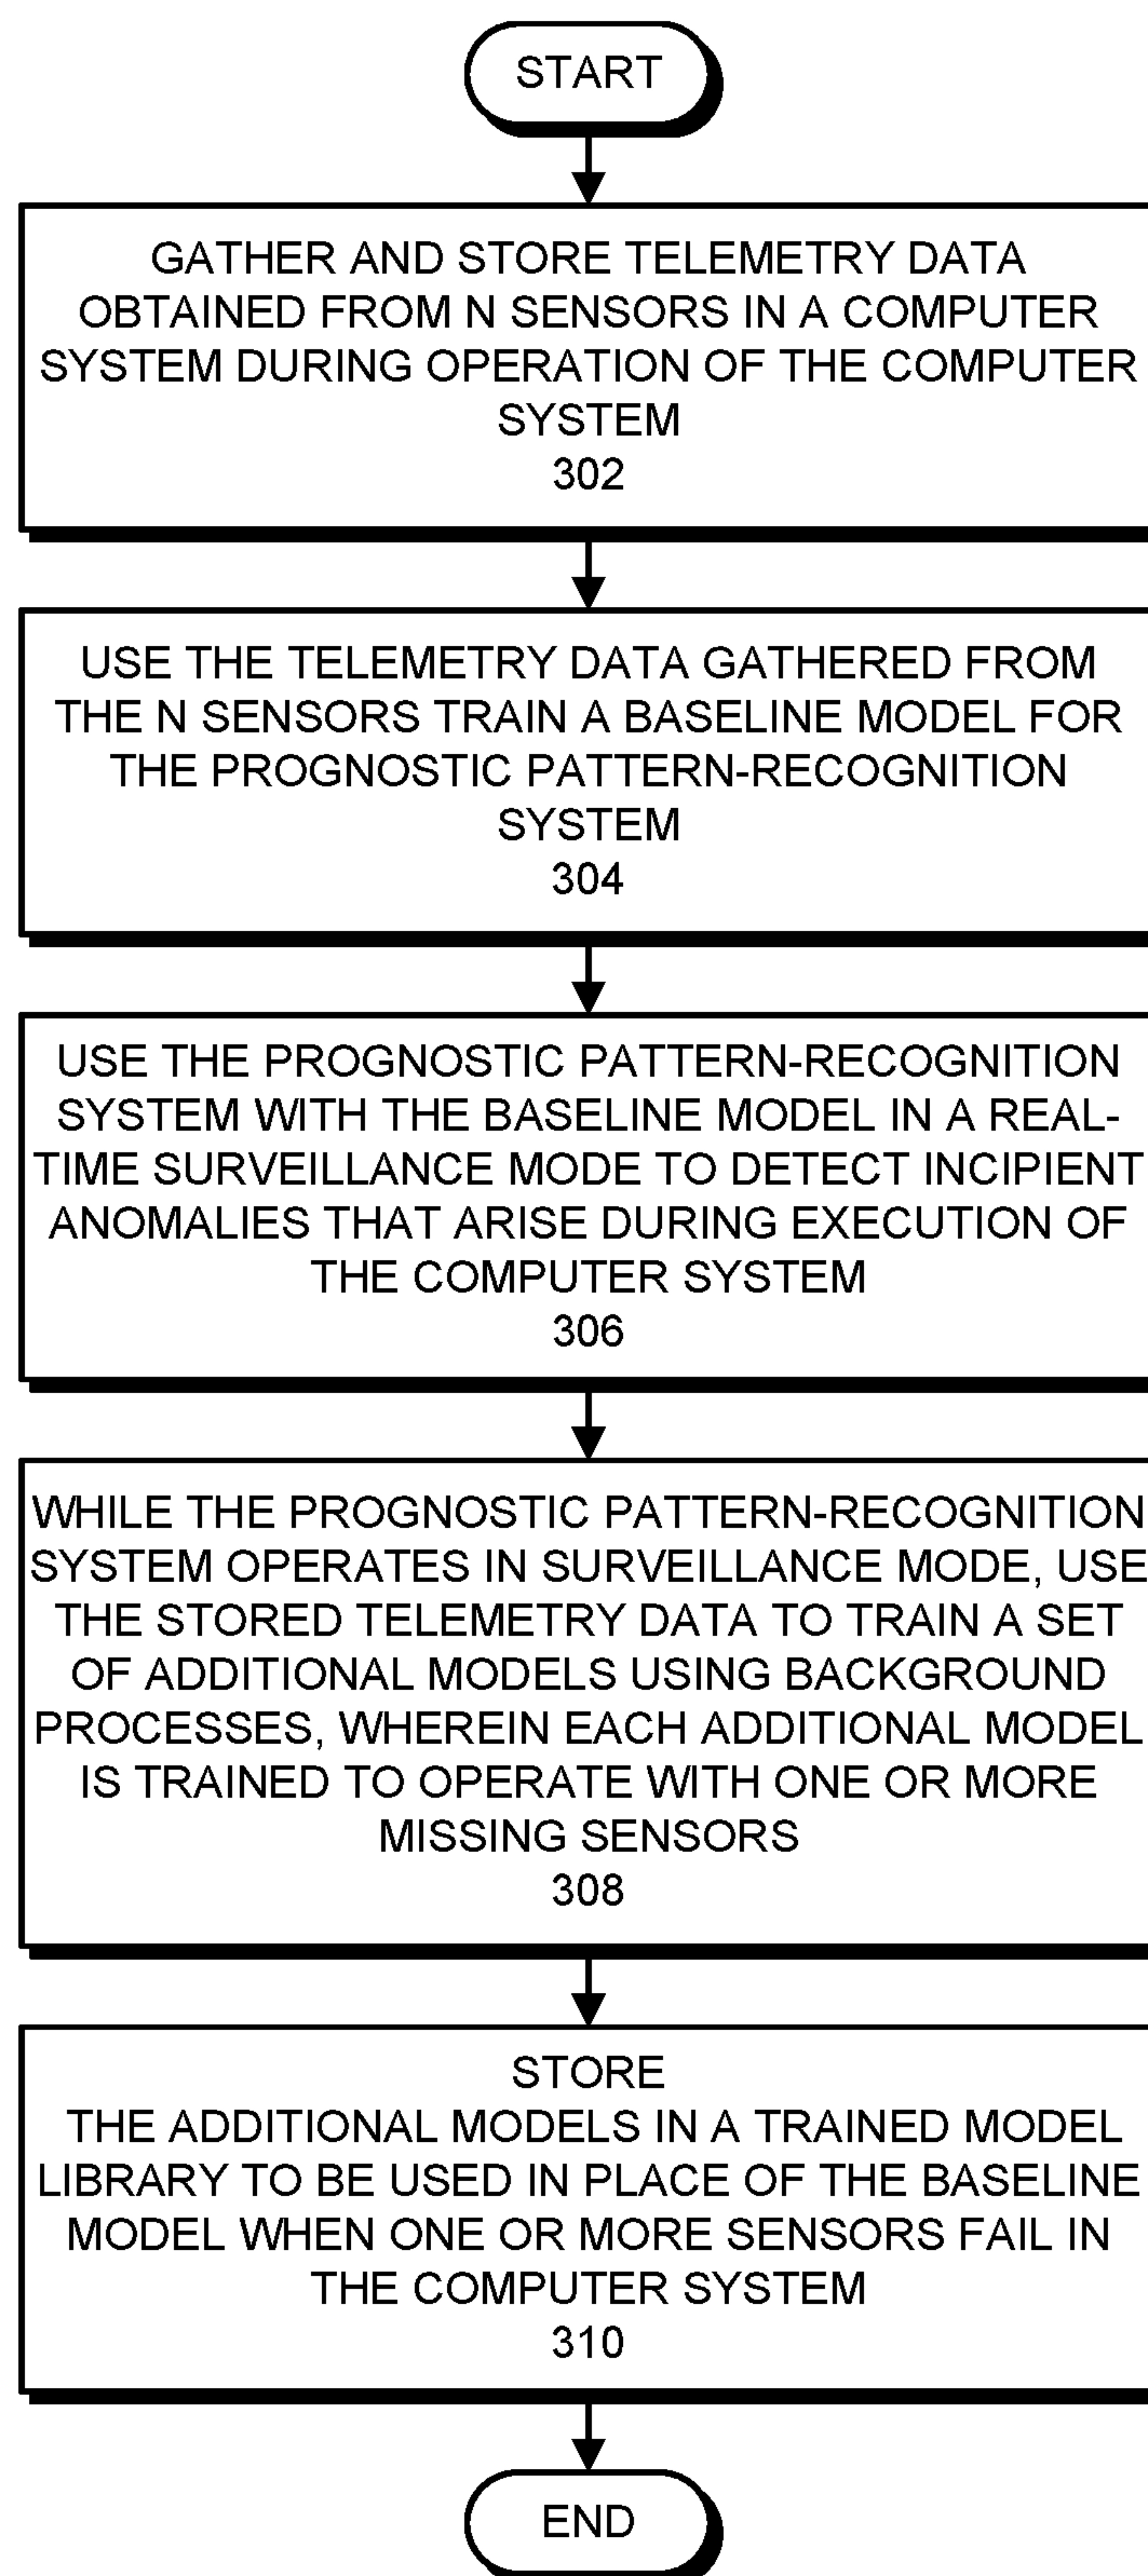 START
GATHER AND STORE TELEMETRY DATA
OBTAINED FROM N SENSORS IN A COMPUTER
SYSTEM DURING OPERATION OF THE COMPUTER
SYSTEM
302
USE THE TELEMETRY DATA GATHERED FROM
THE N SENSORS TRAIN A BASELINE MODEL FOR
THE PROGNOSTIC PATTERN-RECOGNITION
SYSTEM
304
USE THE PROGNOSTIC PATTERN-RECOGNITION
SYSTEM WITH THE BASELINE MODEL IN A REAL-
TIME SURVEILLANCE MODE TO DETECT INCIPIENT
ANOMALIES THAT ARISE DURING EXECUTION OF
THE COMPUTER SYSTEM
306
WHILE THE PROGNOSTIC PATTERN-RECOGNITION
SYSTEM OPERATES IN SURVEILLANCE MODE, USE
THE STORED TELEMETRY DATA TO TRAIN A SET
OF ADDITIONAL MODELS USING BACKGROUND
PROCESSES, WHEREIN EACH ADDITIONAL MODEL
IS TRAINED TO OPERATE WITH ONE OR MORE
MISSING SENSORS
308
STORE
THE ADDITIONAL MODELS IN A TRAINED MODEL
LIBRARY TO BE USED IN PLACE OF THE BASELINE
MODEL WHEN ONE OR MORE SENSORS FAIL IN
THE COMPUTER SYSTEM
310
END